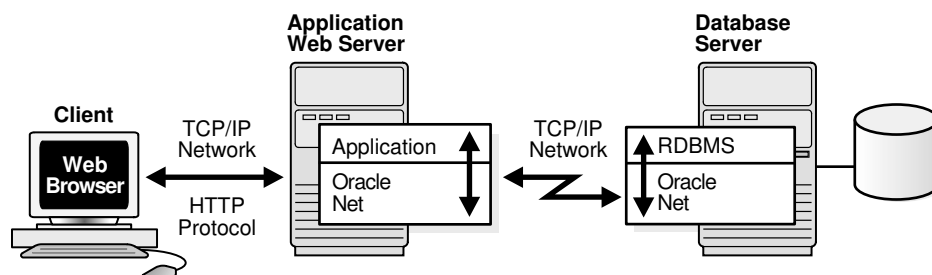 Application
Web Server
Database
Server
Client
Web
Browser
TCP/IP
Network
HTTP
Protocol
Application
Oracle
Net
TCP/IP
Network
RDBMS
Oracle
Net